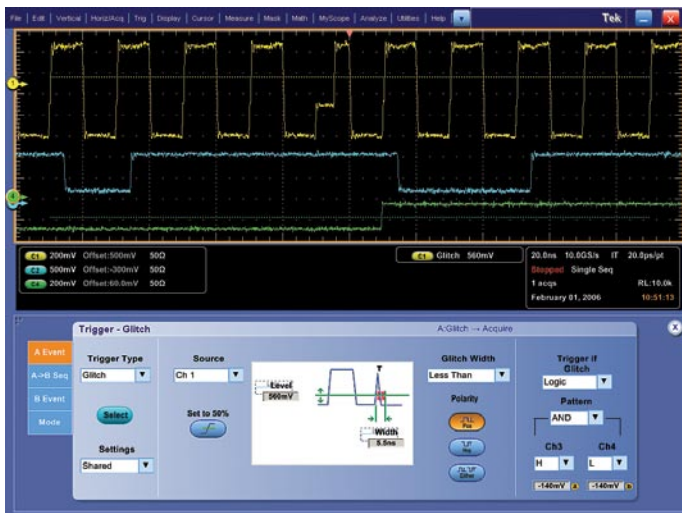 File | Edit | Vertical | Horiz/Acq | Trig | Display | Cursor | Measure | Mask | Math | MyScope | Analyze | Utilities | Help
Tek
1
4
C1 200mV Offset:500mV 50Ω
C3 500mV Offset:-300mV 50Ω
C4 200mV Offset:60.0mV 50Ω
C1 Glitch 560mV
20.0ns 10.0GS/s IT 20.0ps/pt
Stopped Single Seq
1 acqs RL:10.0k
February 01, 2006 10:51:13
Trigger - Glitch
A:Glitch → Acquire
X
A Event
A->B Seq
B Event
Mode
Trigger Type
Glitch
Select
Settings
Shared
Source
Ch 1
Set to 50%
Level
560mV
T
Width
5.5ns
Glitch Width
Less Than
Polarity
Pos
Neg
Either
Trigger if
Glitch
Logic
Pattern
AND
Ch3 Ch4
H L
-140mV a -140mV b